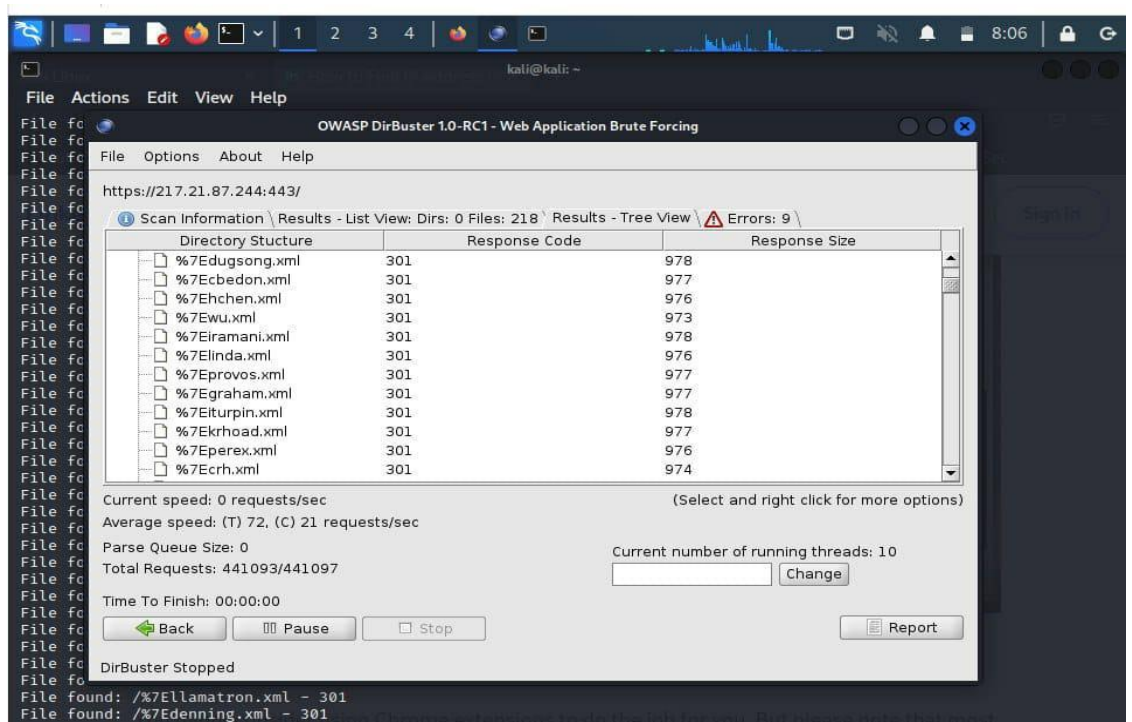 1 2 3 4 8:06
kali@kali: ~
File Actions Edit View Help
OWASP DirBuster 1.0-RC1 - Web Application Brute Forcing
File Options About Help
https://217.21.87.244:443/
Scan Information Results - List View: Dirs: 0 Files: 218 Results - Tree View Errors: 9
Directory Stucture Response Code Response Size
%7Edugsong.xml 301 978
%7Ecbedon.xml 301 977
%7Ehchen.xml 301 976
%7Ewu.xml 301 973
%7Eiramani.xml 301 978
%7Elinda.xml 301 976
%7Eprovos.xml 301 977
%7Egraham.xml 301 977
%7Eiturpin.xml 301 978
%7Ekrhoad.xml 301 977
%7Eperex.xml 301 976
%7Ecrh.xml 301 974
Current speed: 0 requests/sec (Select and right click for more options)
Average speed: (T) 72, (C) 21 requests/sec
Parse Queue Size: 0 Current number of running threads: 10
Total Requests: 441093/441097 Change
Time To Finish: 00:00:00
Back Pause Stop Report
DirBuster Stopped
File found: /%7Ellamatron.xml - 301
File found: /%7Edenning.xml - 301